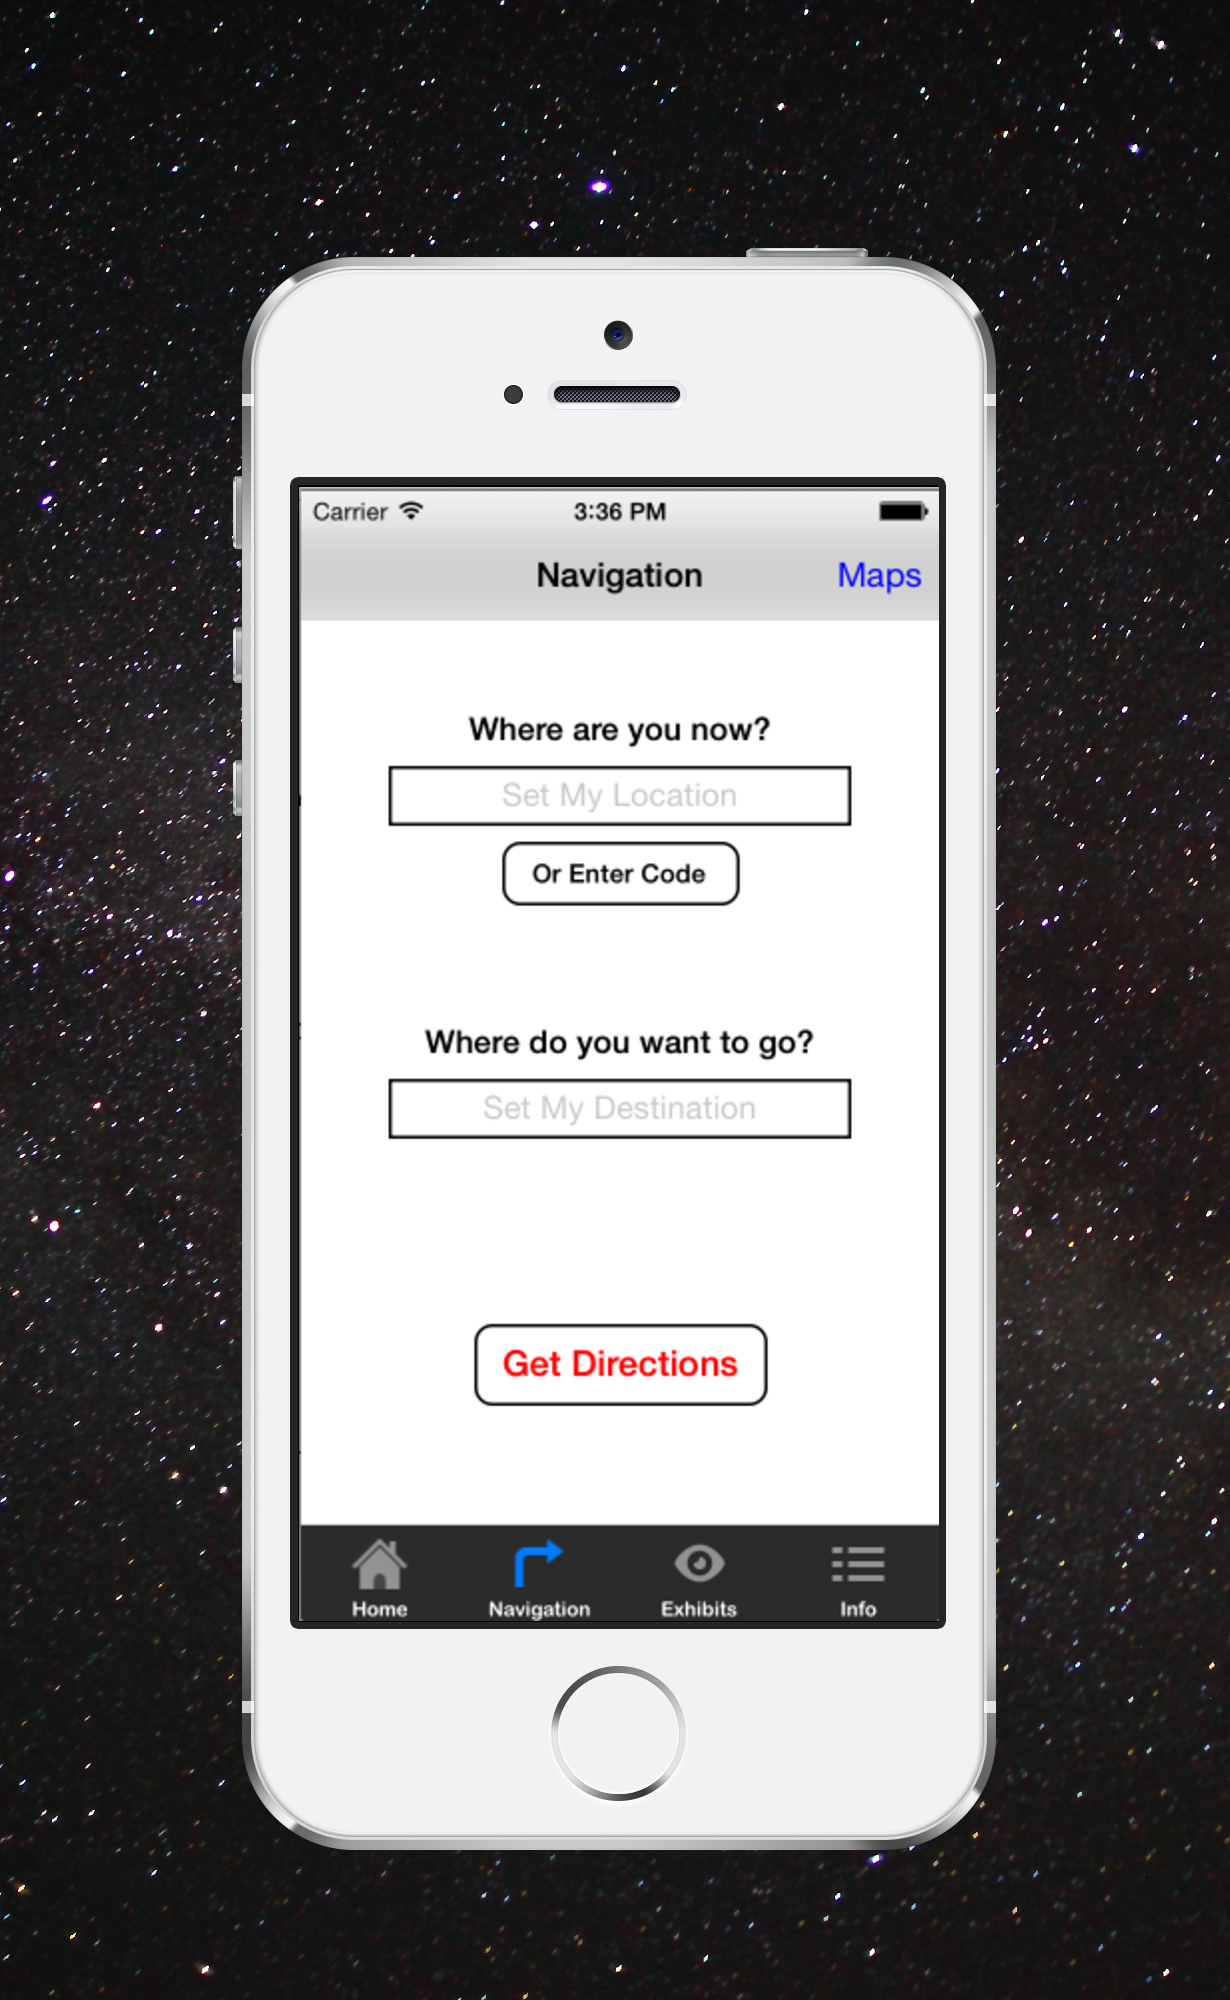 Carrier 3:36 PM
Navigation Maps
Where are you now?
Set My Location
Or Enter Code
Where do you want to go?
Set My Destination
Get Directions
Home Navigation Exhibits Info